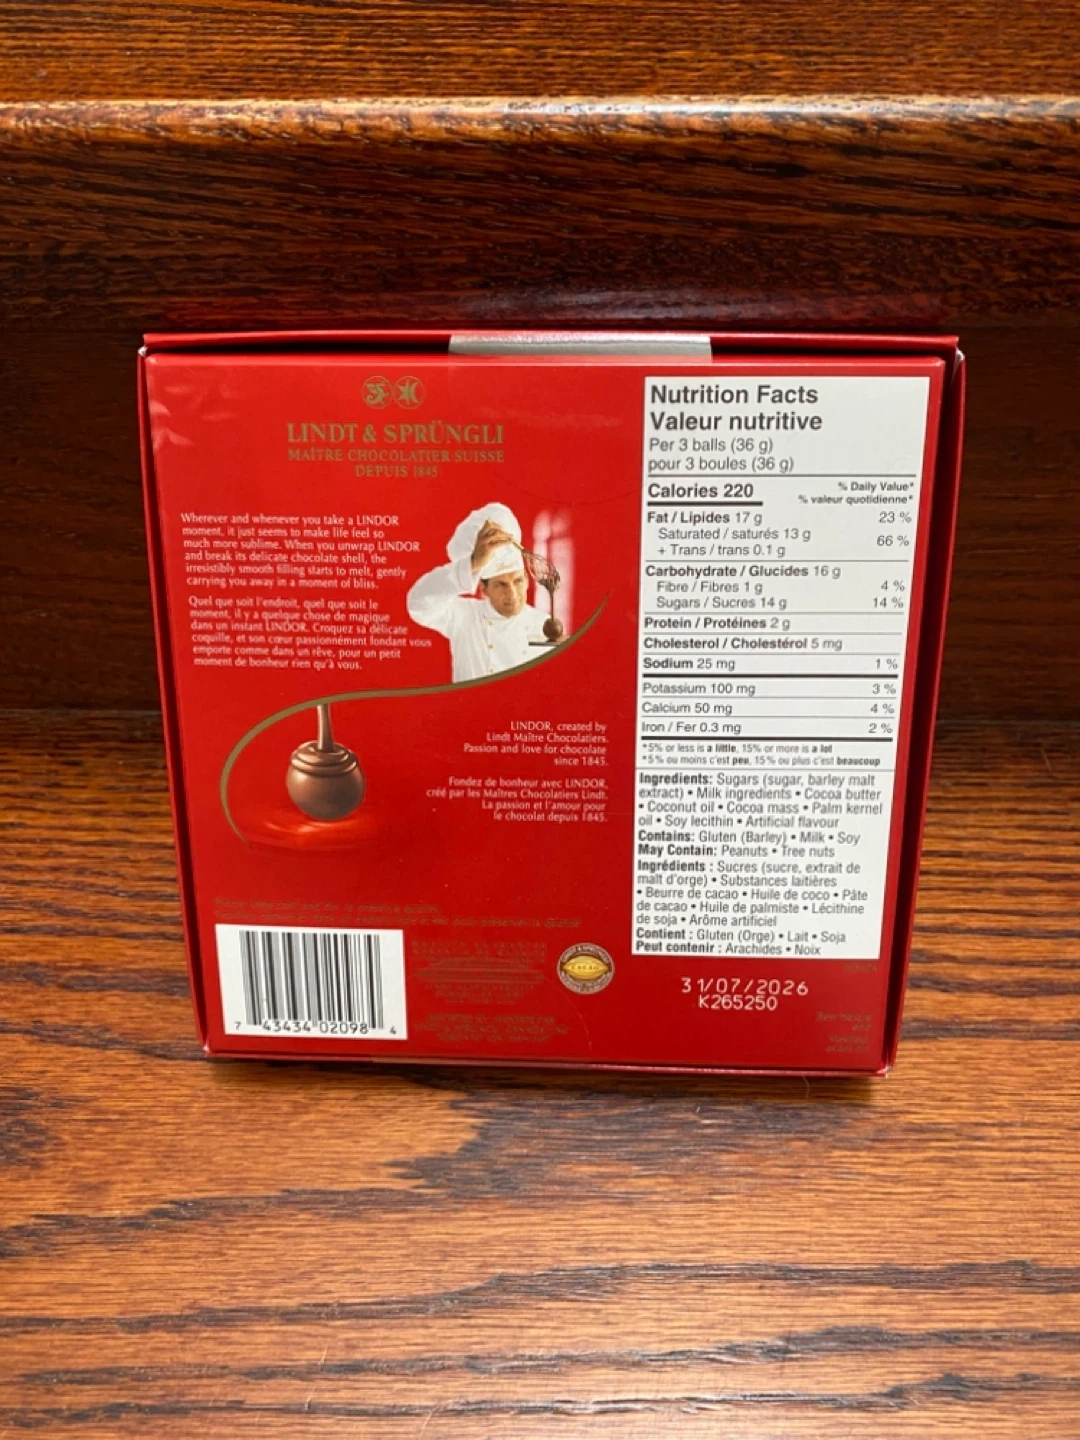 LINDT & SPRÜNGLI
MAÎTRE CHOCOLATIER SUISSE
DEPUIS 1845
Wherever and whenever you take a LINDOR
moment, it just seems to make life feel so
much more sublime. When you unwrap LINDOR
and break its delicate chocolate shell, the
irresistibly smooth filling starts to melt, gently
carrying you away in a moment of bliss.
Quel que soit l'endroit, quel que soit le
moment, il y a quelque chose de magique
dans un instant LINDOR. Croquez sa délicate
coquille, et son cœur passionnément fondant vous
emporte comme dans un rêve, pour un petit
moment de bonheur rien qu'à vous.
LINDOR, created by
Lindt Maître Chocolatiers.
Passion and love for chocolate
since 1845.
Fondez de bonheur avec LINDOR,
créé par les Maîtres Chocolatiers Lindt.
La passion et l'amour pour
le chocolat depuis 1845.
7 43434 02098 4
CACAO
Nutrition Facts
Valeur nutritive
Per 3 balls (36 g)
pour 3 boules (36 g)
Calories 220
% Daily Value*
% valeur quotidienne*
Fat / Lipides 17 g 23 %
Saturated / saturés 13 g
+ Trans / trans 0.1 g 66 %
Carbohydrate / Glucides 16 g
Fibre / Fibres 1 g 4 %
Sugars / Sucres 14 g 14 %
Protein / Protéines 2 g
Cholesterol / Cholestérol 5 mg
Sodium 25 mg 1 %
Potassium 100 mg 3 %
Calcium 50 mg 4 %
Iron / Fer 0.3 mg 2 %
*5% or less is a little, 15% or more is a lot
*5% ou moins c'est peu, 15% ou plus c'est beaucoup
Ingredients: Sugars (sugar, barley malt
extract) • Milk ingredients • Cocoa butter
• Coconut oil • Cocoa mass • Palm kernel
oil • Soy lecithin • Artificial flavour
Contains: Gluten (Barley) • Milk • Soy
May Contain: Peanuts • Tree nuts
Ingrédients : Sucres (sucre, extrait de
malt d'orge) • Substances laitières
• Beurre de cacao • Huile de coco • Pâte
de cacao • Huile de palmiste • Lécithine
de soja • Arôme artificiel
Contient : Gluten (Orge) • Lait • Soja
Peut contenir : Arachides • Noix
31/07/2026
K265250